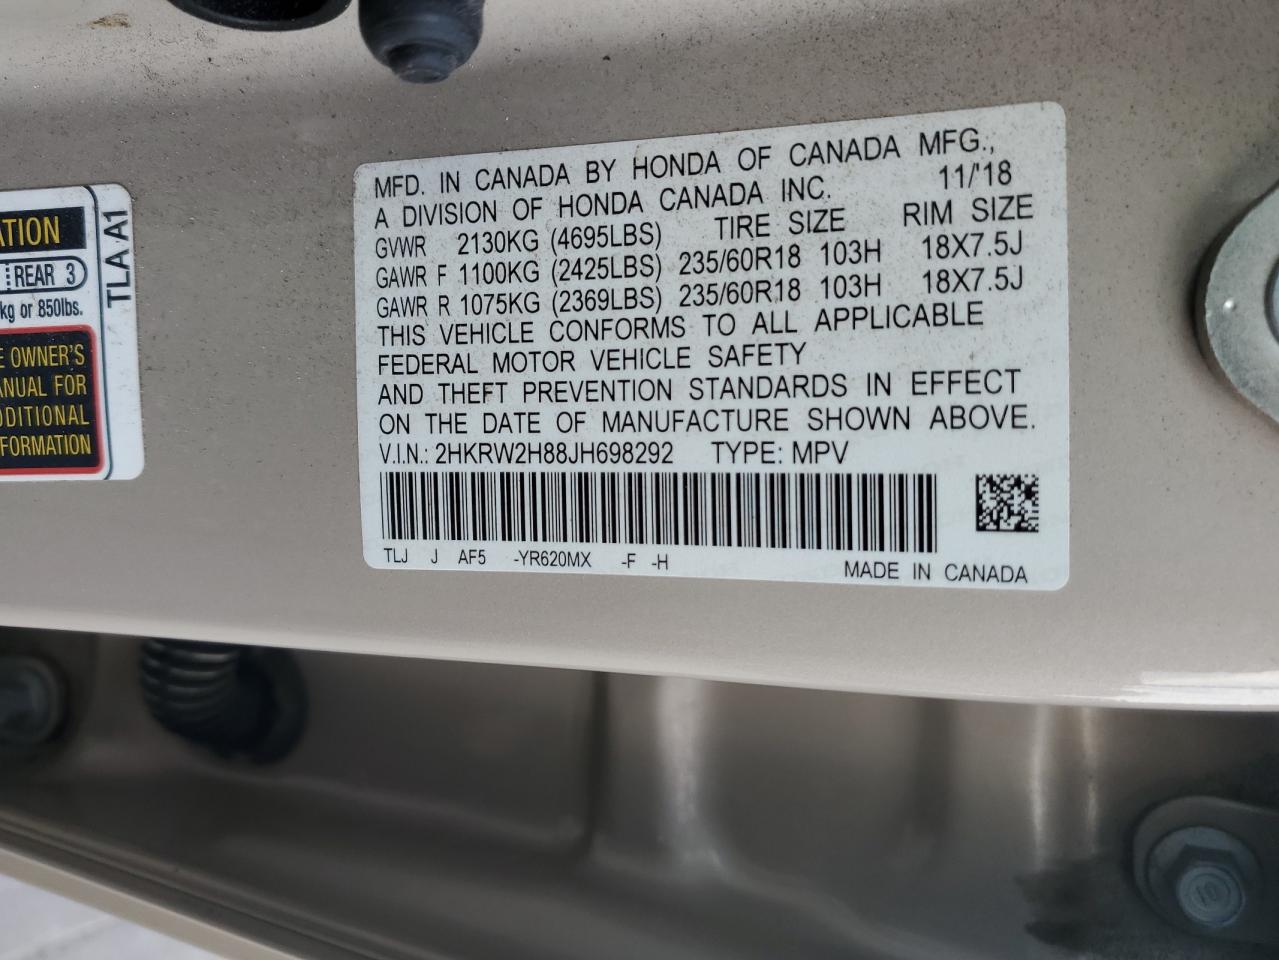 MFD. IN CANADA BY HONDA OF CANADA MFG.,
A DIVISION OF HONDA CANADA INC. 11/'18
GVWR 2130KG (4695LBS) TIRE SIZE RIM SIZE
GAWR F 1100KG (2425LBS) 235/60R18 103H 18X7.5J
GAWR R 1075KG (2369LBS) 235/60R18 103H 18X7.5J
THIS VEHICLE CONFORMS TO ALL APPLICABLE
FEDERAL MOTOR VEHICLE SAFETY
AND THEFT PREVENTION STANDARDS IN EFFECT
ON THE DATE OF MANUFACTURE SHOWN ABOVE.
V.I.N.: 2HKRW2H88JH698292 TYPE: MPV
TLJ J AF5 -YR620MX -F -H
MADE IN CANADA
ATION
REAR 3
kg or 850lbs.
E OWNER'S
ANUAL FOR
DDITIONAL
FORMATION
TLA A1
10